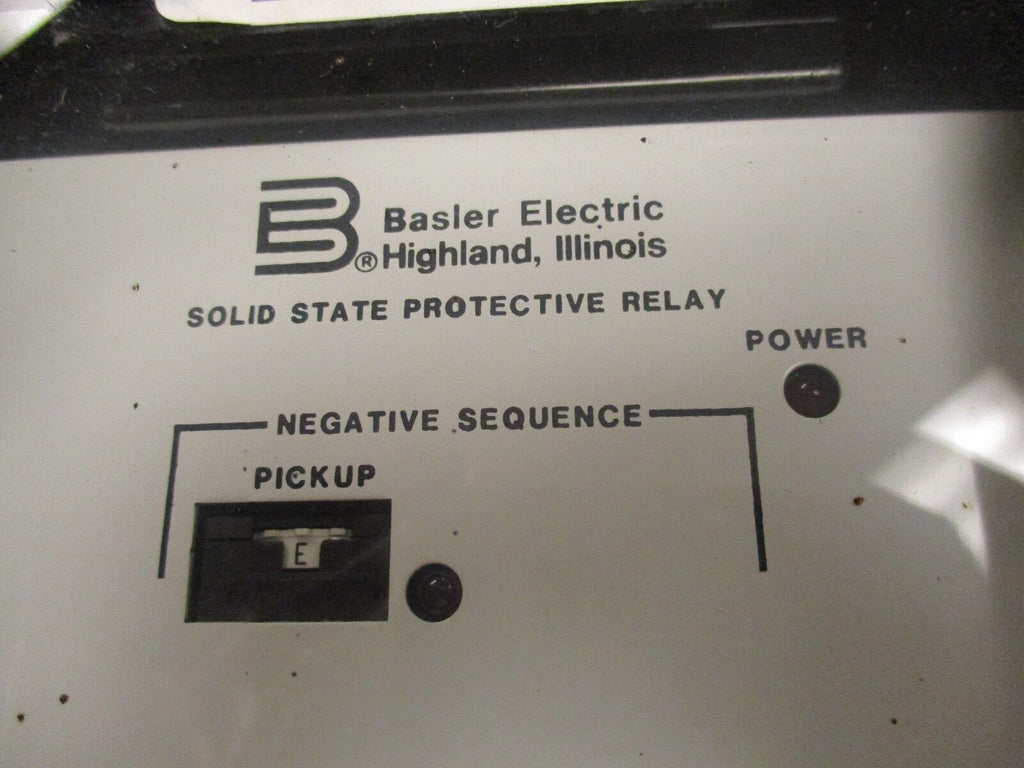 Basler Electric
® Highland, Illinois
SOLID STATE PROTECTIVE RELAY
POWER
NEGATIVE SEQUENCE
PICKUP
E